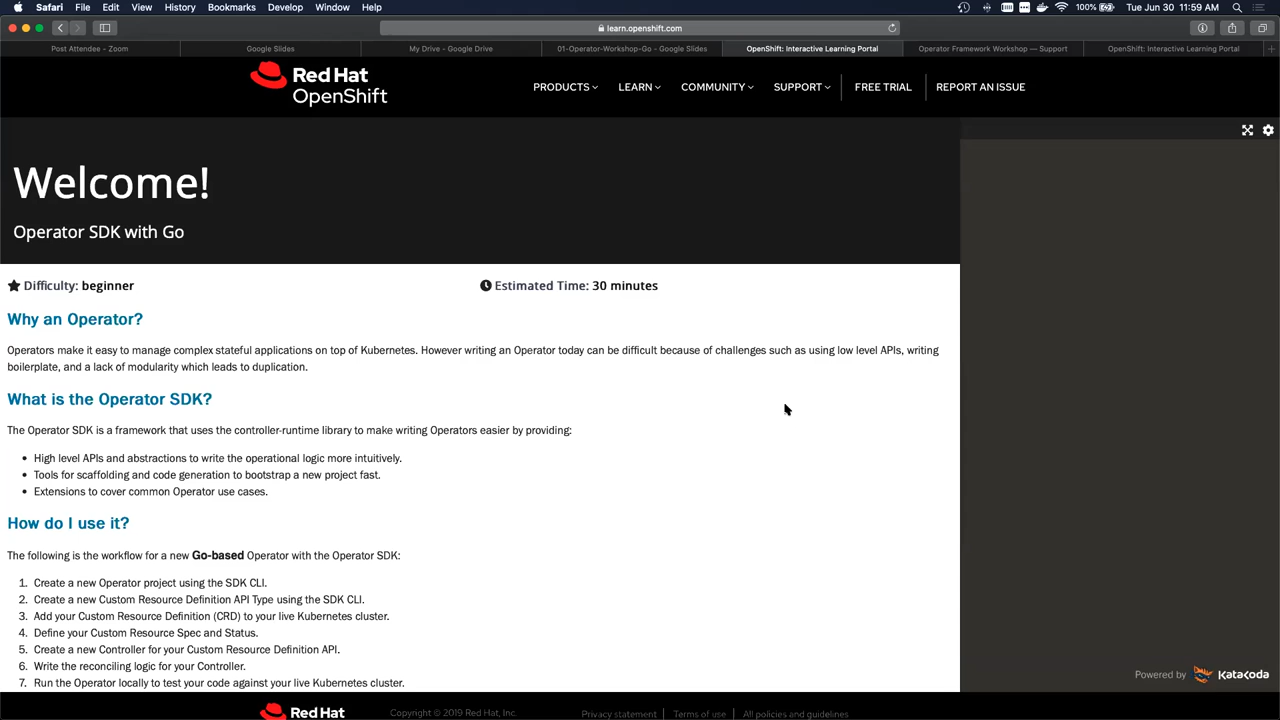 Safari File Edit View History Bookmarks Develop Window Help 100% Tue Jun 30 11:59 AM
learn.openshift.com
Post Attendee - Zoom Google Slides My Drive - Google Drive 01-Operator-Workshop-Go - Google Slides OpenShift: Interactive Learning Portal Operator Framework Workshop — Support OpenShift: Interactive Learning Portal
Red Hat
OpenShift
PRODUCTS LEARN COMMUNITY SUPPORT FREE TRIAL REPORT AN ISSUE
Welcome!
Operator SDK with Go
Difficulty: beginner Estimated Time: 30 minutes
Why an Operator?
Operators make it easy to manage complex stateful applications on top of Kubernetes. However writing an Operator today can be difficult because of challenges such as using low level APIs, writing
boilerplate, and a lack of modularity which leads to duplication.
What is the Operator SDK?
The Operator SDK is a framework that uses the controller-runtime library to make writing Operators easier by providing:
• High level APIs and abstractions to write the operational logic more intuitively.
• Tools for scaffolding and code generation to bootstrap a new project fast.
• Extensions to cover common Operator use cases.
How do I use it?
The following is the workflow for a new Go-based Operator with the Operator SDK:
1. Create a new Operator project using the SDK CLI.
2. Create a new Custom Resource Definition API Type using the SDK CLI.
3. Add your Custom Resource Definition (CRD) to your live Kubernetes cluster.
4. Define your Custom Resource Spec and Status.
5. Create a new Controller for your Custom Resource Definition API.
6. Write the reconciling logic for your Controller.
7. Run the Operator locally to test your code against your live Kubernetes cluster.
Powered by Katacoda
Red Hat Copyright © 2019 Red Hat, Inc. Privacy statement Terms of use All policies and guidelines